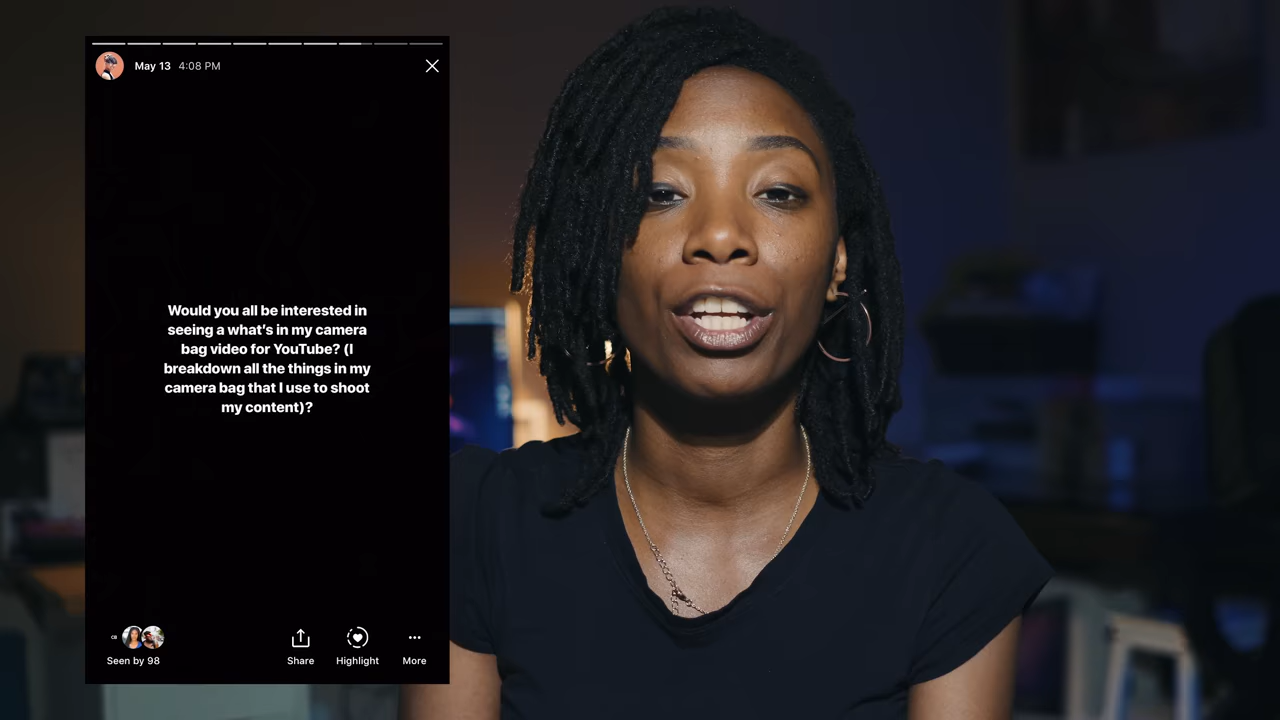 May 13 4:08 PM
Would you all be interested in
seeing a what's in my camera
bag video for YouTube? (I
breakdown all the things in my
camera bag that I use to shoot
my content)?
CB
Seen by 98
Share
Highlight
More